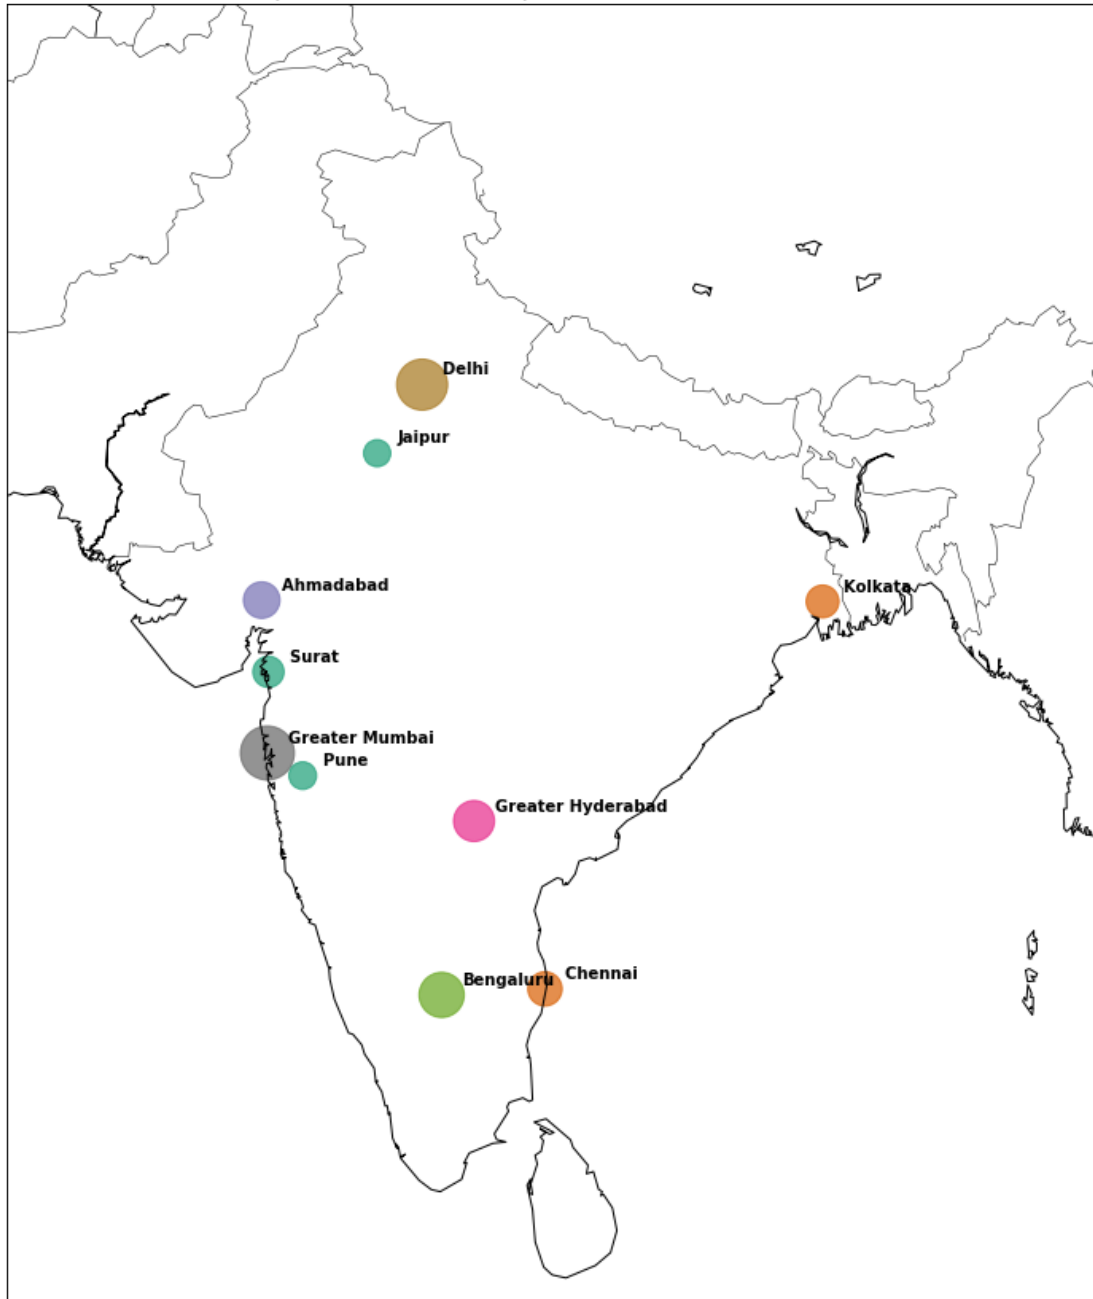 Delhi
Jaipur
Ahmadabad
Kolkata
Surat
Greater Mumbai
Pune
Greater Hyderabad
Chennai
Bengaluru